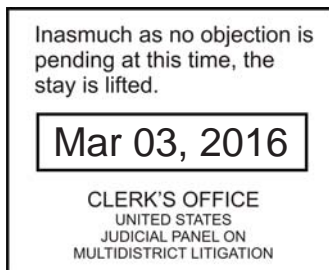 Inasmuch as no objection is
pending at this time, the
stay is lifted.
Mar 03, 2016
CLERK'S OFFICE
UNITED STATES
JUDICIAL PANEL ON
MULTIDISTRICT LITIGATION